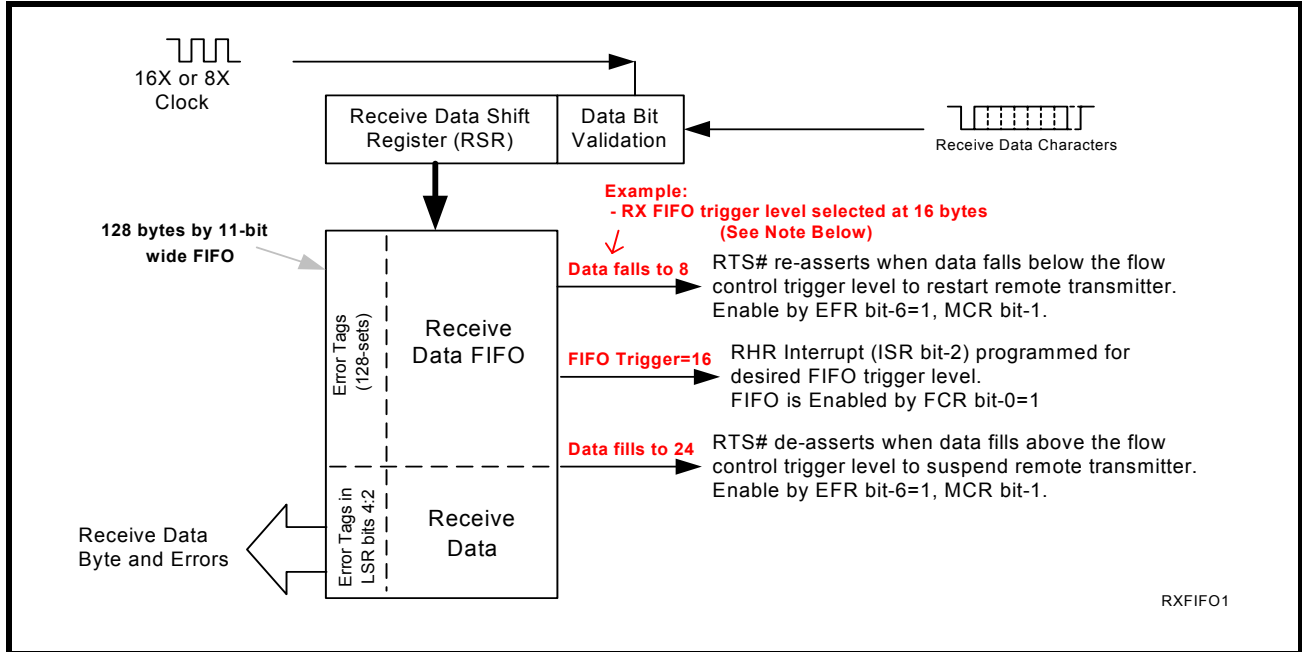 16X or 8X
Clock
Receive Data Shift
Register (RSR)
Data Bit
Validation
Receive Data Characters
Example:
- RX FIFO trigger level selected at 16 bytes
(See Note Below)
128 bytes by 11-bit
wide FIFO
Data falls to 8
RTS# re-asserts when data falls below the flow
control trigger level to restart remote transmitter.
Enable by EFR bit-6=1, MCR bit-1.
Error Tags
(128-sets)
Receive
Data FIFO
FIFO Trigger=16
RHR Interrupt (ISR bit-2) programmed for
desired FIFO trigger level.
FIFO is Enabled by FCR bit-0=1
Data fills to 24
RTS# de-asserts when data fills above the flow
control trigger level to suspend remote transmitter.
Enable by EFR bit-6=1, MCR bit-1.
Error Tags in
LSR bits 4:2
Receive
Data
Receive Data
Byte and Errors
RXFIFO1